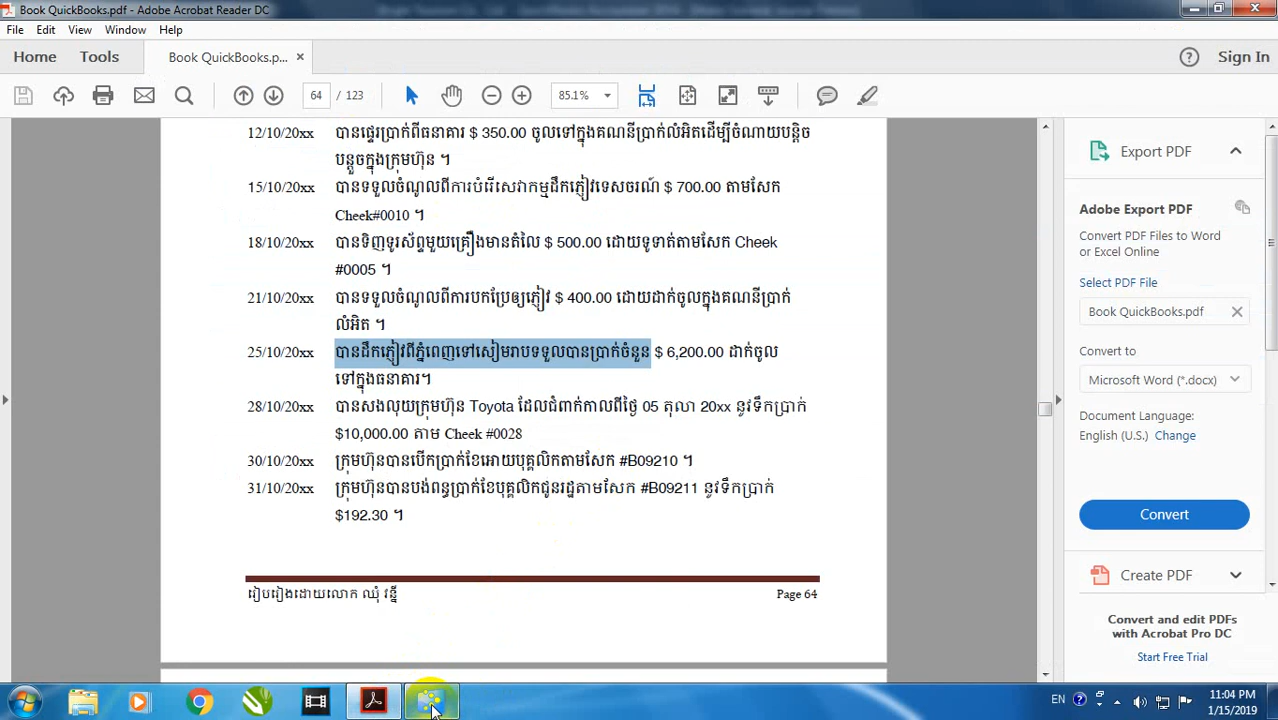 Book QuickBooks.pdf - Adobe Acrobat Reader DC
File Edit View Window Help
Home Tools Book QuickBooks.p... × Sign In
64 / 123 85.1%
12/10/20xx បានផ្ទេរប្រាក់ពីធនាគារ $ 350.00 ចូលទៅក្នុងគណនីប្រាក់លំអិតដើម្បីចំណាយបន្តិច
បន្តួចក្នុងក្រុមហ៊ុន ។
15/10/20xx បានទទួលចំណូលពីការបំរើសេវាកម្មដឹកភ្ញៀវទេសចរណ៍ $ 700.00 តាមសែក
Cheek#0010 ។
18/10/20xx បានទិញទូរស័ព្ទមួយគ្រឿងមានតំលៃ $ 500.00 ដោយទូទាត់តាមសែក Cheek
#0005 ។
21/10/20xx បានទទួលចំណូលពីការបកប្រែឲ្យភ្ញៀវ $ 400.00 ដោយដាក់ចូលក្នុងគណនីប្រាក់
លំអិត ។
25/10/20xx បានដឹកភ្ញៀវពីភ្នំពេញទៅសៀមរាបទទួលបានប្រាក់ចំនួន $ 6,200.00 ដាក់ចូល
ទៅក្នុងធនាគារ។
28/10/20xx បានសងលុយក្រុមហ៊ុន Toyota ដែលជំពាក់កាលពីថ្ងៃ 05 តុលា 20xx នូវទឹកប្រាក់
$10,000.00 តាម Cheek #0028
30/10/20xx ក្រុមហ៊ុនបានបើកប្រាក់ខែអោយបុគ្គលិកតាមសែក #B09210 ។
31/10/20xx ក្រុមហ៊ុនបានបង់ពន្ធប្រាក់ខែបុគ្គលិកជូនរដ្ឋតាមសែក #B09211 នូវទឹកប្រាក់
$192.30 ។
រៀបរៀងដោយលោក ឈុំ វន្នី Page 64
Export PDF
Adobe Export PDF
Convert PDF Files to Word
or Excel Online
Select PDF File
Book QuickBooks.pdf ×
Convert to
Microsoft Word (*.docx)
Document Language:
English (U.S.) Change
Convert
Create PDF
Convert and edit PDFs
with Acrobat Pro DC
Start Free Trial
EN 11:04 PM
1/15/2019